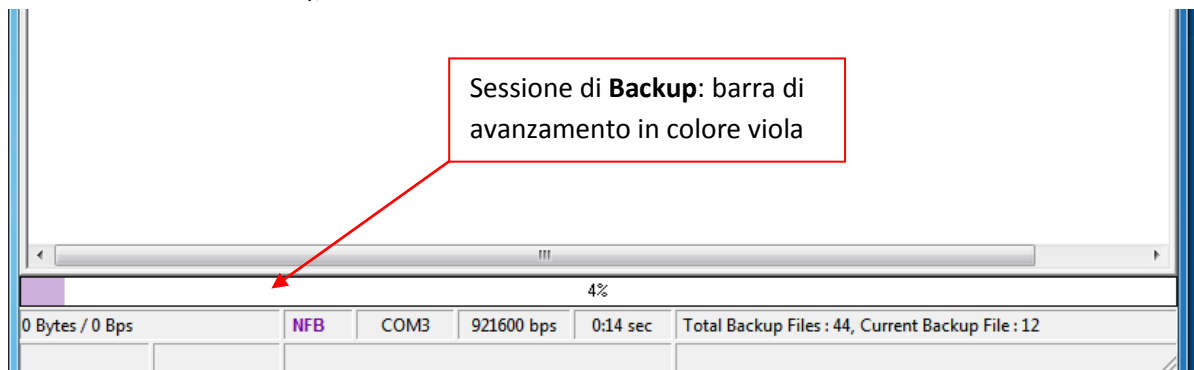 Sessione di Backup: barra di
avanzamento in colore viola
4%
0 Bytes / 0 Bps NFB COM3 921600 bps 0:14 sec Total Backup Files : 44, Current Backup File : 12